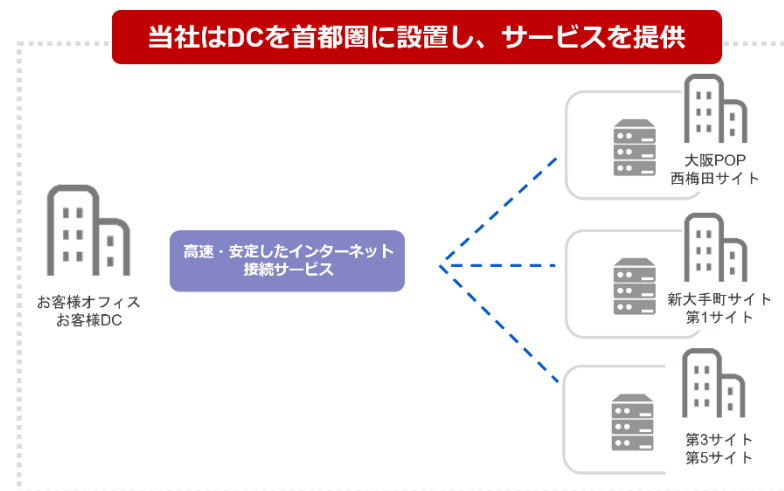 当社はDCを首都圏に設置し、サービスを提供
大阪POP
西梅田サイト
高速・安定したインターネット
接続サービス
お客様オフィス
お客様DC
新大手町サイト
第1サイト
第3サイト
第5サイト